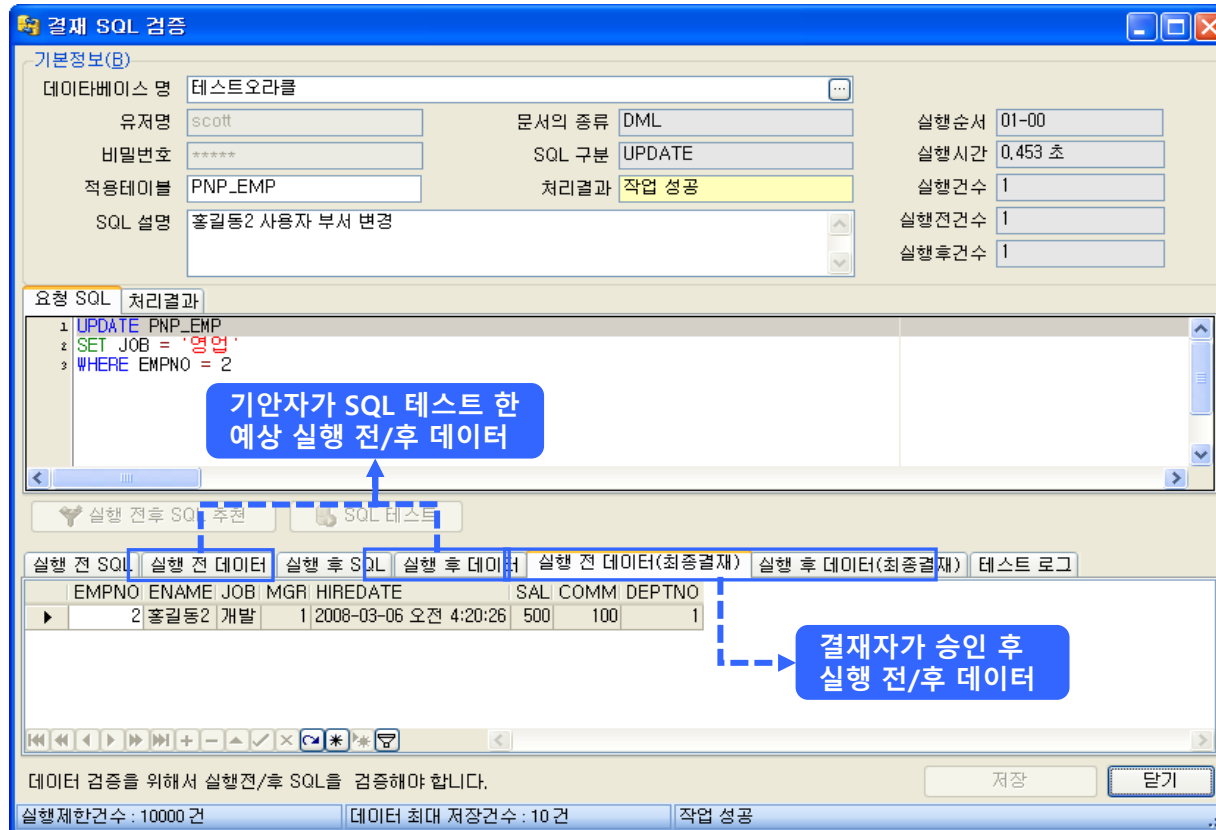 결재 SQL 검증
기본정보(B)
데이타베이스 명 테스트오라클
유저명 scott 문서의 종류 DML 실행순서 01-00
비밀번호 ***** SQL 구분 UPDATE 실행시간 0,453 초
적용테이블 PNP_EMP 처리결과 작업 성공 실행건수 1
SQL 설명 홍길동2 사용자 부서 변경 실행전건수 1
실행후건수 1
요청 SQL 처리결과
1 UPDATE PNP_EMP
2 SET JOB = '영업'
3 WHERE EMPNO = 2
기안자가 SQL 테스트 한
예상 실행 전/후 데이터
실행 전후 SQL 추천 SQL 테스트
실행 전 SQL 실행 전 데이터 실행 후 SQL 실행 후 데이터 실행 전 데이터(최종결재) 실행 후 데이터(최종결재) 테스트 로그
EMPNO ENAME JOB MGR HIREDATE SAL COMM DEPTNO
2 홍길동2 개발 1 2008-03-06 오전 4:20:26 500 100 1
결재자가 승인 후
실행 전/후 데이터
데이터 검증을 위해서 실행전/후 SQL을 검증해야 합니다.
저장 닫기
실행제한건수 : 10000 건 데이터 최대 저장건수 : 10 건 작업 성공